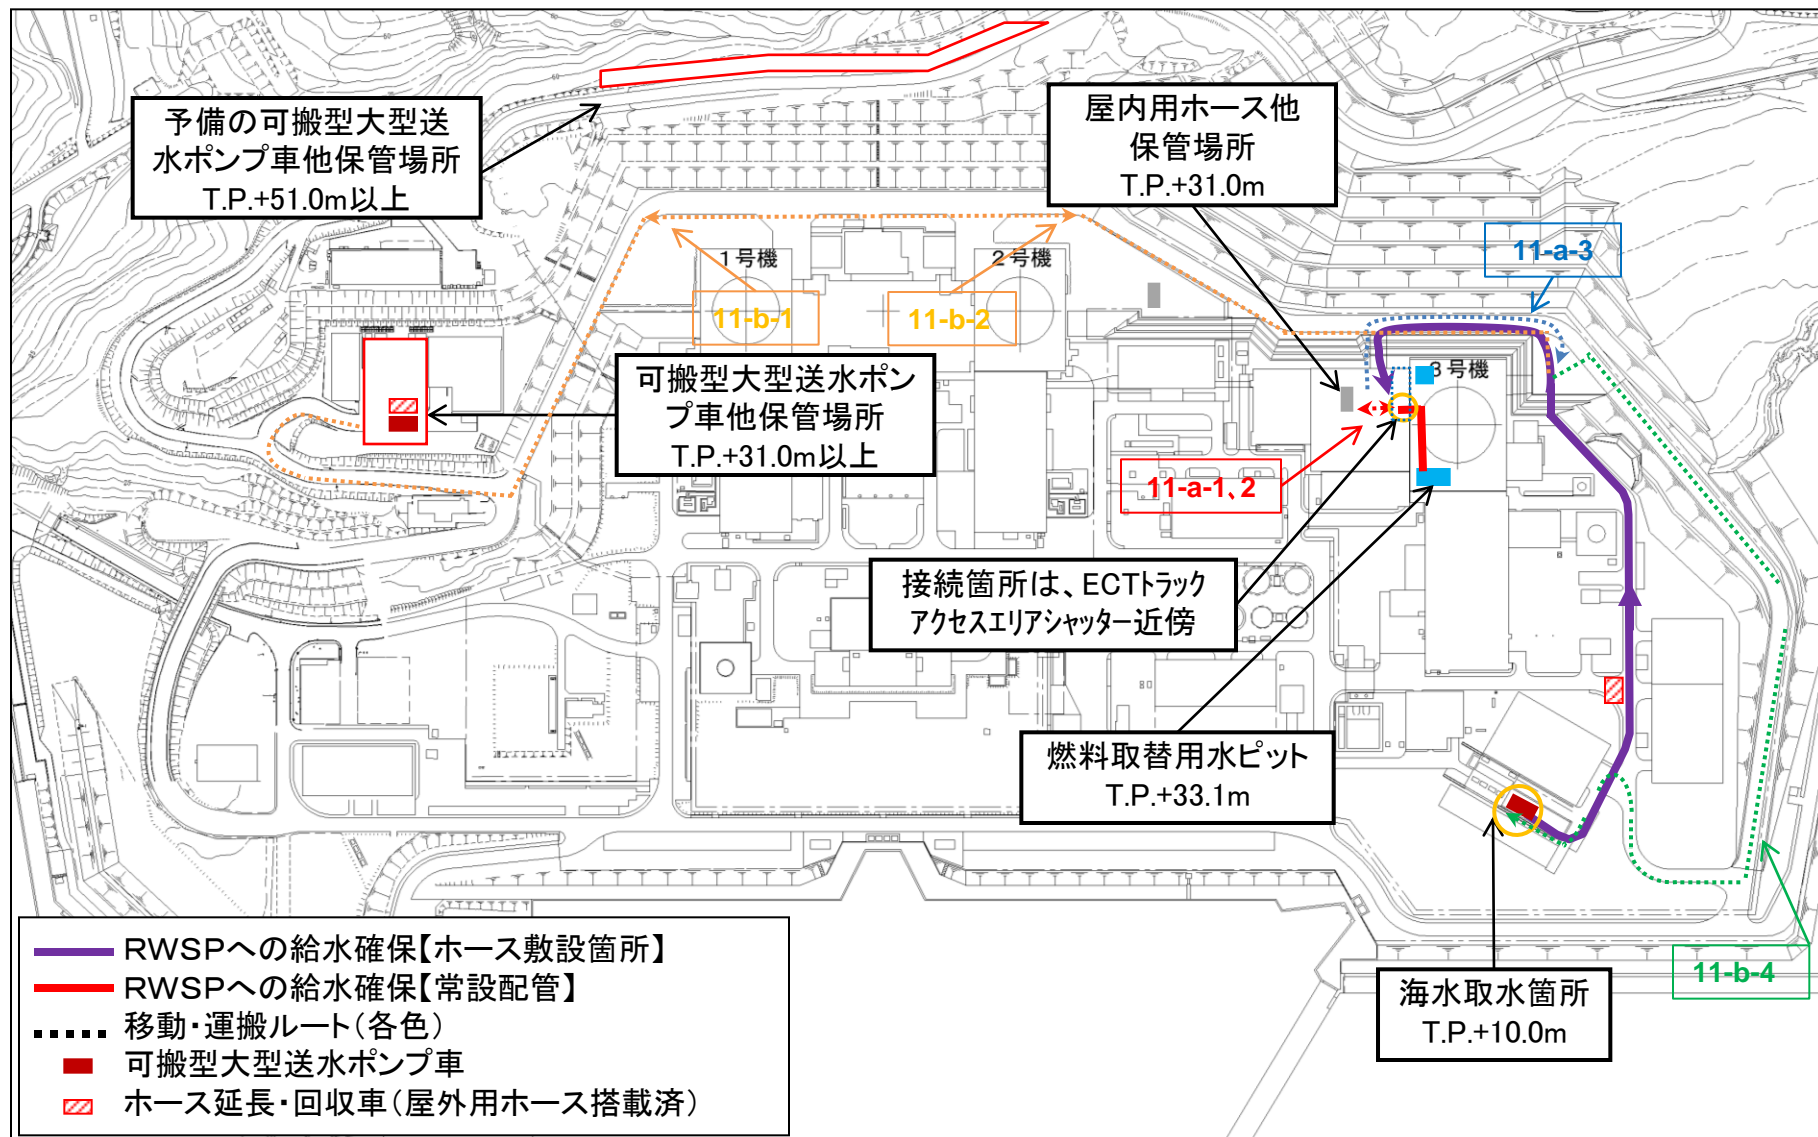 予備の可搬型大型送
水ポンプ車他保管場所
T.P.+51.0m以上
屋内用ホース他
保管場所
T.P.+31.0m
11-a-3
1号機
2号機
11-b-1
11-b-2
3号機
可搬型大型送水ポン
プ車他保管場所
T.P.+31.0m以上
11-a-1、2
接続箇所は、ECTトラック
アクセスエリアシャッター近傍
燃料取替用水ピット
T.P.+33.1m
海水取水箇所
T.P.+10.0m
11-b-4
RWSPへの給水確保【ホース敷設箇所】
RWSPへの給水確保【常設配管】
移動・運搬ルート(各色)
可搬型大型送水ポンプ車
ホース延長・回収車(屋外用ホース搭載済)